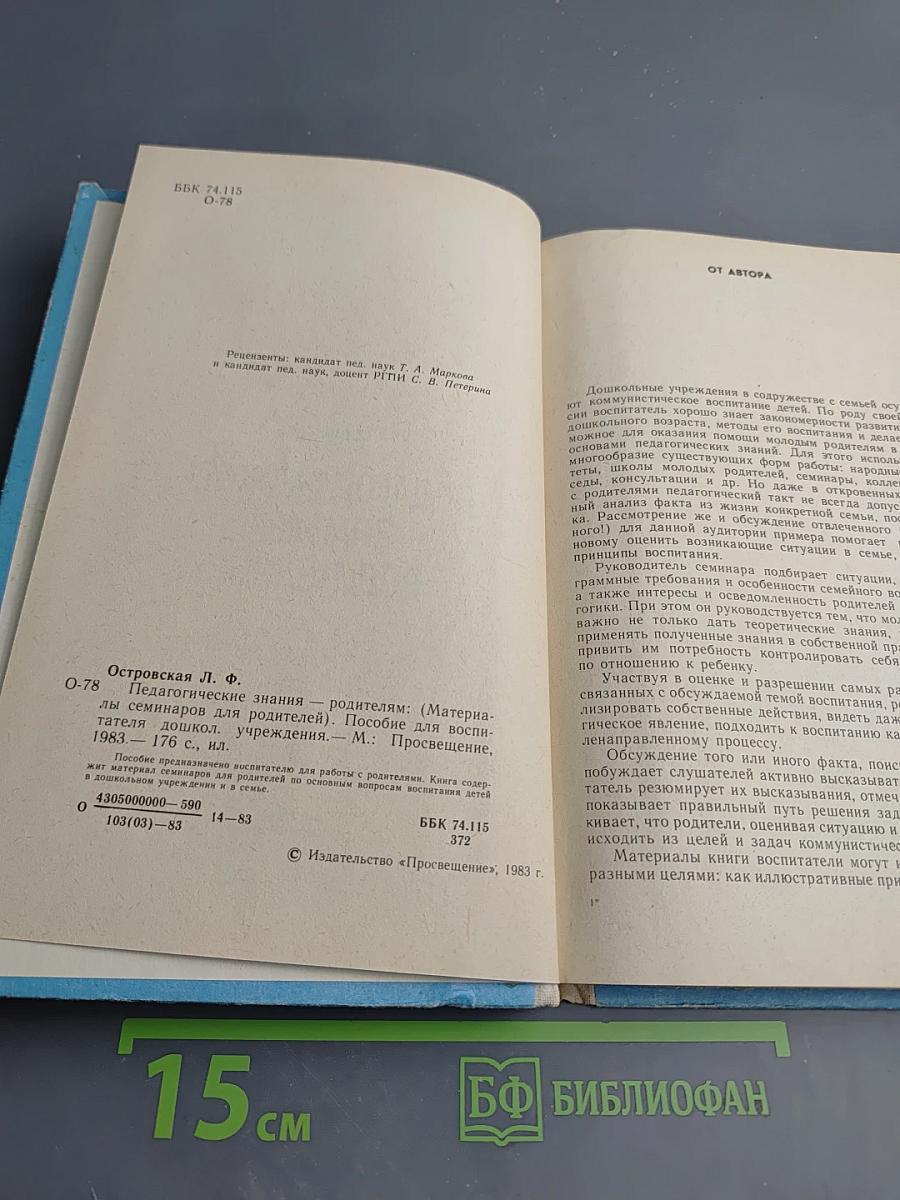 ББК 74.115
О-78
Рецензенты: кандидат пед. наук Т. А. Маркова
и кандидат пед. наук, доцент РГПИ С. В. Петерина
Островская Л. Ф.
О-78 Педагогические знания — родителям: (Материа-
лы семинаров для родителей). Пособие для воспи-
тателя дошкол. учреждения.— М.: Просвещение,
1983.— 176 с., ил.
Пособие предназначено воспитателю для работы с родителями. Книга содер-
жит материал семинаров для родителей по основным вопросам воспитания детей
в дошкольном учреждении и в семье.
О 4305000000—590
103(03)—83
14—83
ББК 74.115
372
© Издательство «Просвещение», 1983 г.
ОТ АВТОРА
Дошкольные учреждения в содружестве с семьей осу
ют коммунистическое воспитание детей. По роду своей
сии воспитатель хорошо знает закономерности развити
дошкольного возраста, методы его воспитания и делае
можное для оказания помощи молодым родителям в
основами педагогических знаний. Для этого использ
многообразие существующих форм работы: народны
теты, школы молодых родителей, семинары, коллек
седы, консультации и др. Но даже в откровенных
с родителями педагогический такт не всегда допус
ный анализ факта из жизни конкретной семьи, пос
ка. Рассмотрение же и обсуждение отвлеченного
ного!) для данной аудитории примера помогает
новому оценить возникающие ситуации в семье,
принципы воспитания.
Руководитель семинара подбирает ситуации,
граммные требования и особенности семейного во
а также интересы и осведомленность родителей
гогики. При этом он руководствуется тем, что мол
важно не только дать теоретические знания,
применять полученные знания в собственной пра
привить им потребность контролировать себя
по отношению к ребенку.
Участвуя в оценке и разрешении самых ра
связанных с обсуждаемой темой воспитания, ро
лизировать собственные действия, видеть даж
гическое явление, подходить к воспитанию ка
ленаправленному процессу.
Обсуждение того или иного факта, поис
побуждает слушателей активно высказыват
татель резюмирует их высказывания, отмеч
показывает правильный путь решения зад
кивает, что родители, оценивая ситуацию и
исходить из целей и задач коммунистичес
Материалы книги воспитатели могут и
разными целями: как иллюстративные при
1*
15 см
БФ БИБЛИОФАН